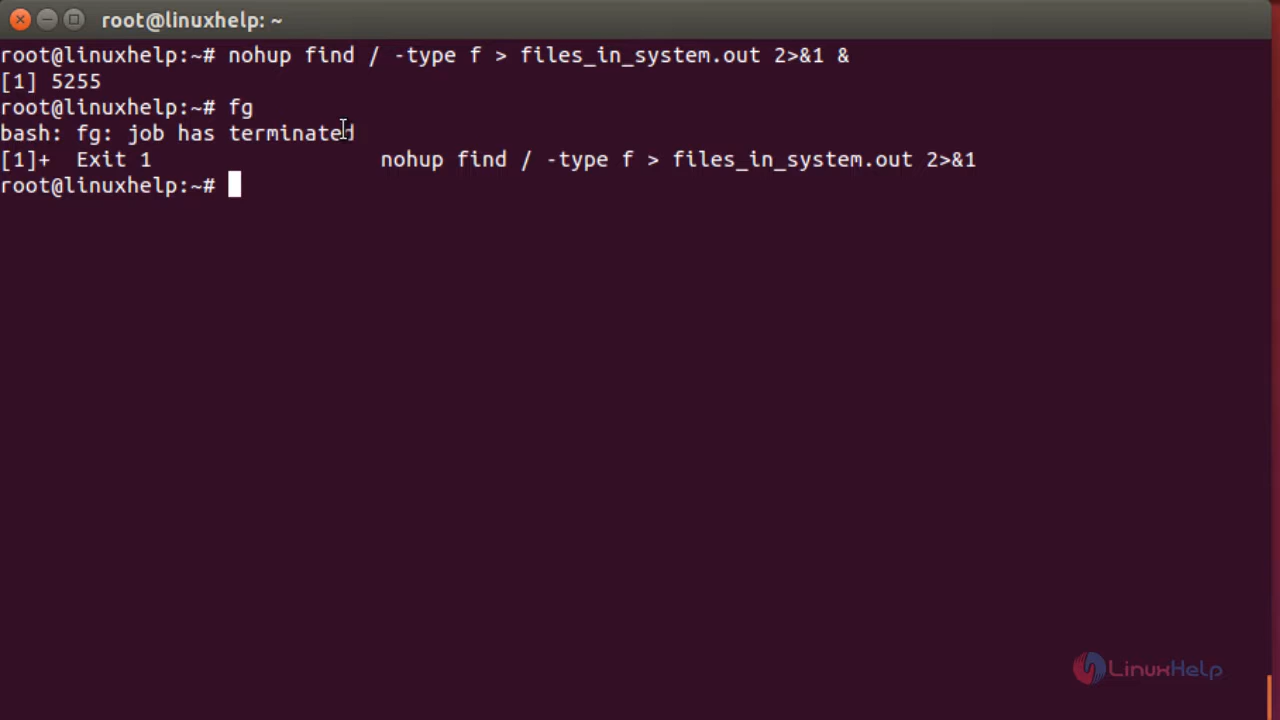 root@linuxhelp: ~
root@linuxhelp:~# nohup find / -type f > files_in_system.out 2>&1 &
[1] 5255
root@linuxhelp:~# fg
bash: fg: job has terminated
[1]+  Exit 1                  nohup find / -type f > files_in_system.out 2>&1
root@linuxhelp:~#
LinuxHelp